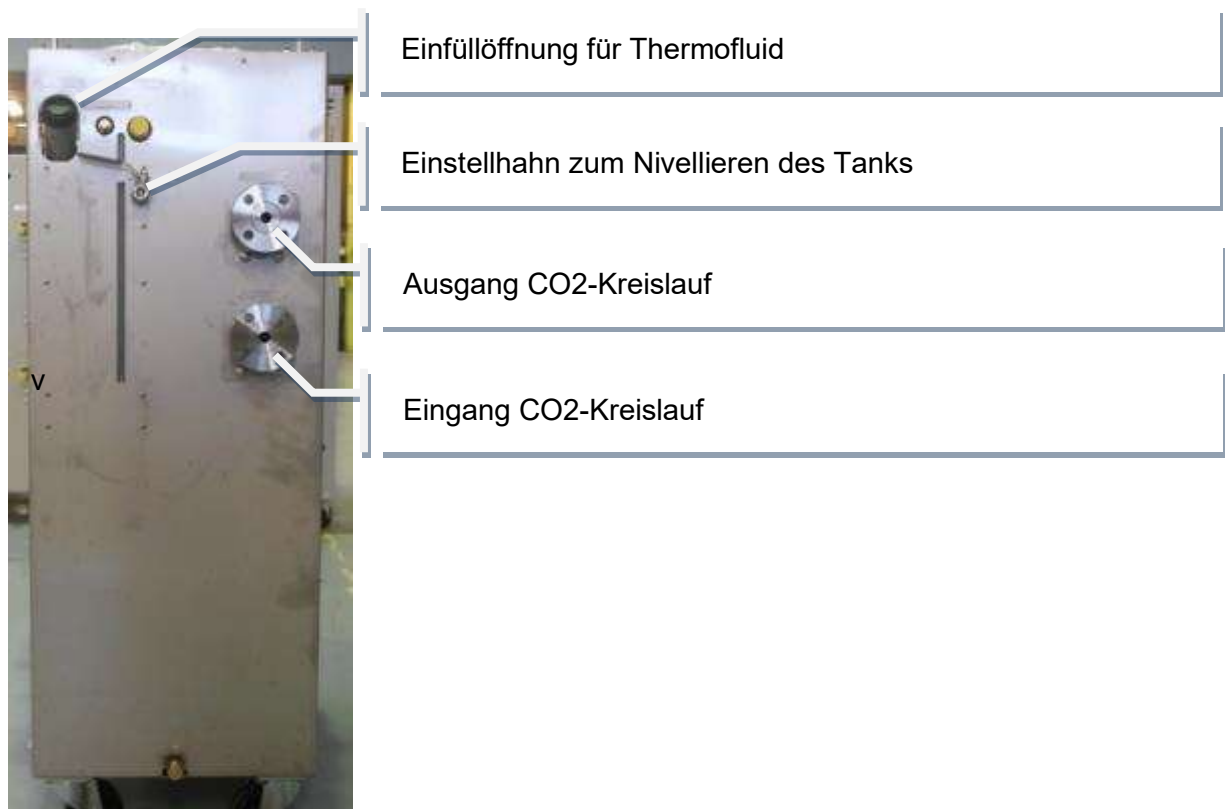 Einfüllöffnung für Thermofluid
Einstellhahn zum Nivellieren des Tanks
Ausgang CO2-Kreislauf
v
Eingang CO2-Kreislauf